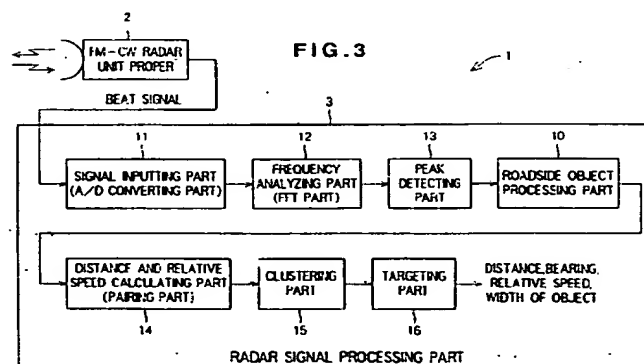 2
FM-CW RADAR
UNIT PROPER
FIG.3
1
BEAT SIGNAL
3
11
12
13
10
SIGNAL INPUTTING PART
(A/D CONVERTING PART)
FREQUENCY
ANALYZING PART
(FFT PART)
PEAK
DETECTING
PART
ROADSIDE OBJECT
PROCESSING PART
DISTANCE AND RELATIVE
SPEED CALCULATING PART
(PAIRING PART)
CLUSTERING
PART
TARGETING
PART
DISTANCE,BEARING,
RELATIVE SPEED,
WIDTH OF OBJECT
14
15
16
RADAR SIGNAL PROCESSING PART